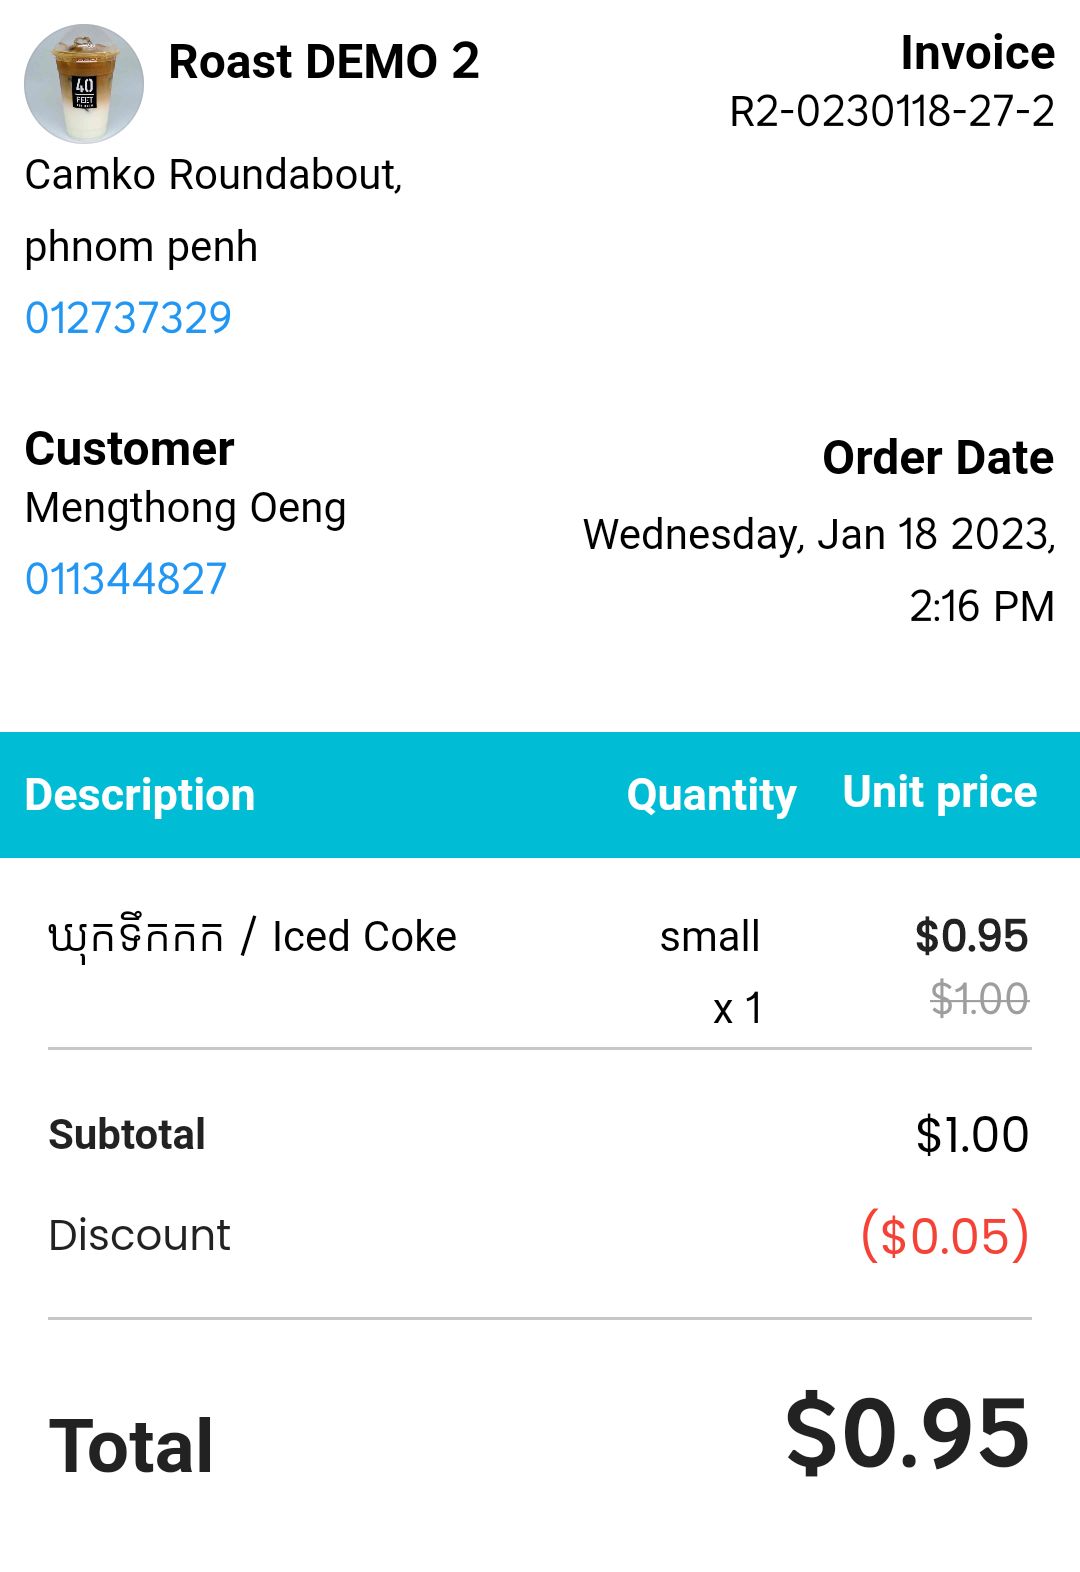 Roast DEMO 2
Invoice
R2-0230118-27-2
40
FEET
Camko Roundabout,
phnom penh
012737329
Customer
Mengthong Oeng
011344827
Order Date
Wednesday, Jan 18 2023,
2:16 PM
Description Quantity Unit price
ឃុកទឹកកក / Iced Coke small $0.95
x 1 $1.00
Subtotal $1.00
Discount ($0.05)
Total $0.95